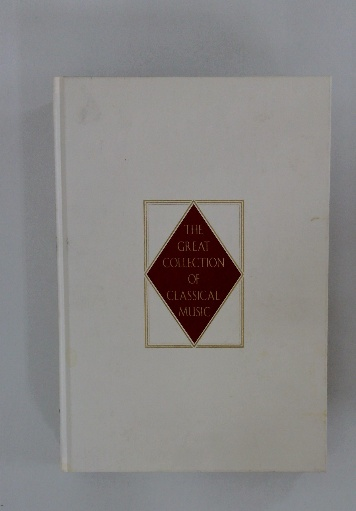 THE
GREAT
COLLECTION
OF
CLASSICAL
MUSIC